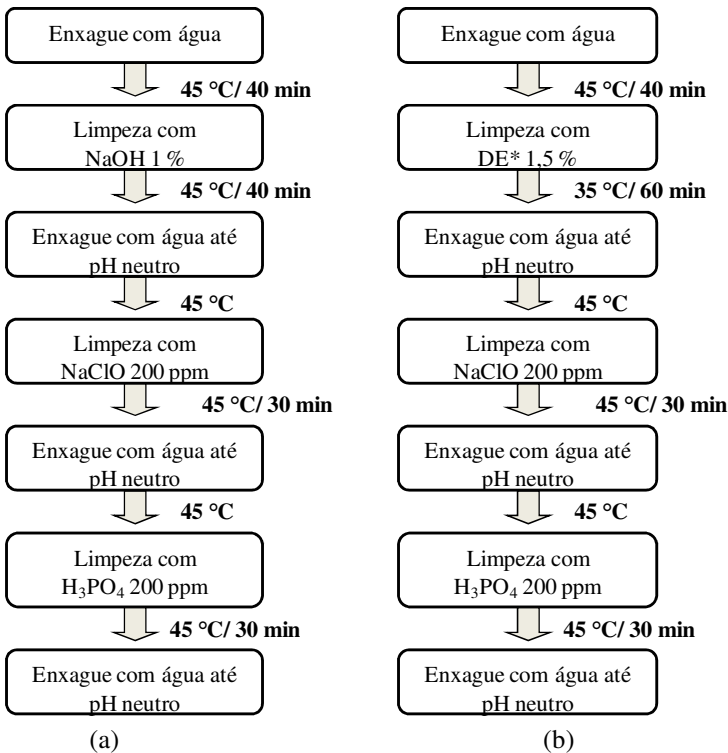 Enxague com água
45 °C/ 40 min
Limpeza com
NaOH 1 %
45 °C/ 40 min
Enxague com água até
pH neutro
45 °C
Limpeza com
NaClO 200 ppm
45 °C/ 30 min
Enxague com água até
pH neutro
45 °C
Limpeza com
H₃PO₄ 200 ppm
45 °C/ 30 min
Enxague com água até
pH neutro
(a)
Enxague com água
45 °C/ 40 min
Limpeza com
DE* 1,5 %
35 °C/ 60 min
Enxague com água até
pH neutro
45 °C
Limpeza com
NaClO 200 ppm
45 °C/ 30 min
Enxague com água até
pH neutro
45 °C
Limpeza com
H₃PO₄ 200 ppm
45 °C/ 30 min
Enxague com água até
pH neutro
(b)